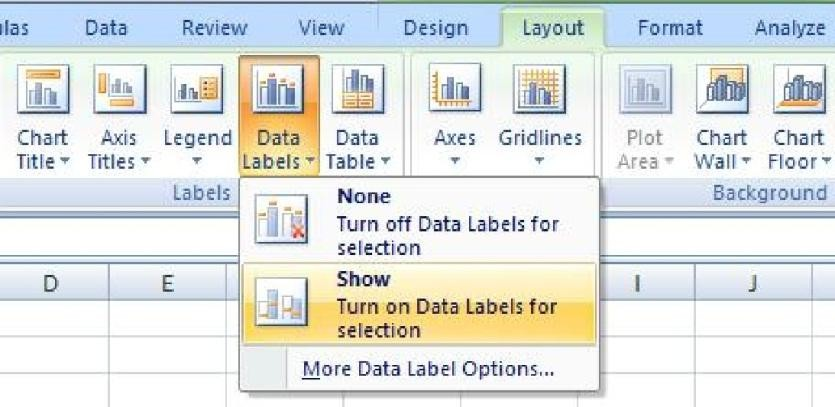 ulas Data Review View Design Layout Format Analyze
Chart Axis Legend Data Data Axes Gridlines Plot Chart Chart
Title Titles Labels Table Area Wall Floor
Labels Background
None
Turn off Data Labels for
selection
D E I J
Show
Turn on Data Labels for
selection
More Data Label Options...